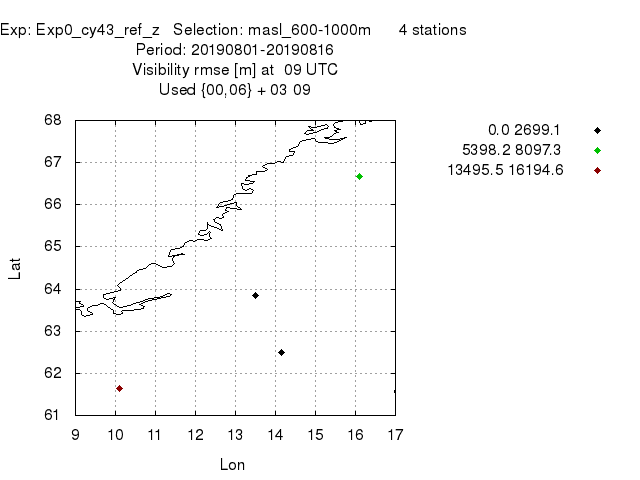 Exp: Exp0_cy43_ref_z Selection: masl_600-1000m 4 stations
Period: 20190801-20190816
Visibility rmse [m] at 09 UTC
Used {00,06} + 03 09
0.0 2699.1
5398.2 8097.3
13495.5 16194.6
68
67
66
65
64
63
62
61
Lat
9 10 11 12 13 14 15 16 17
Lon